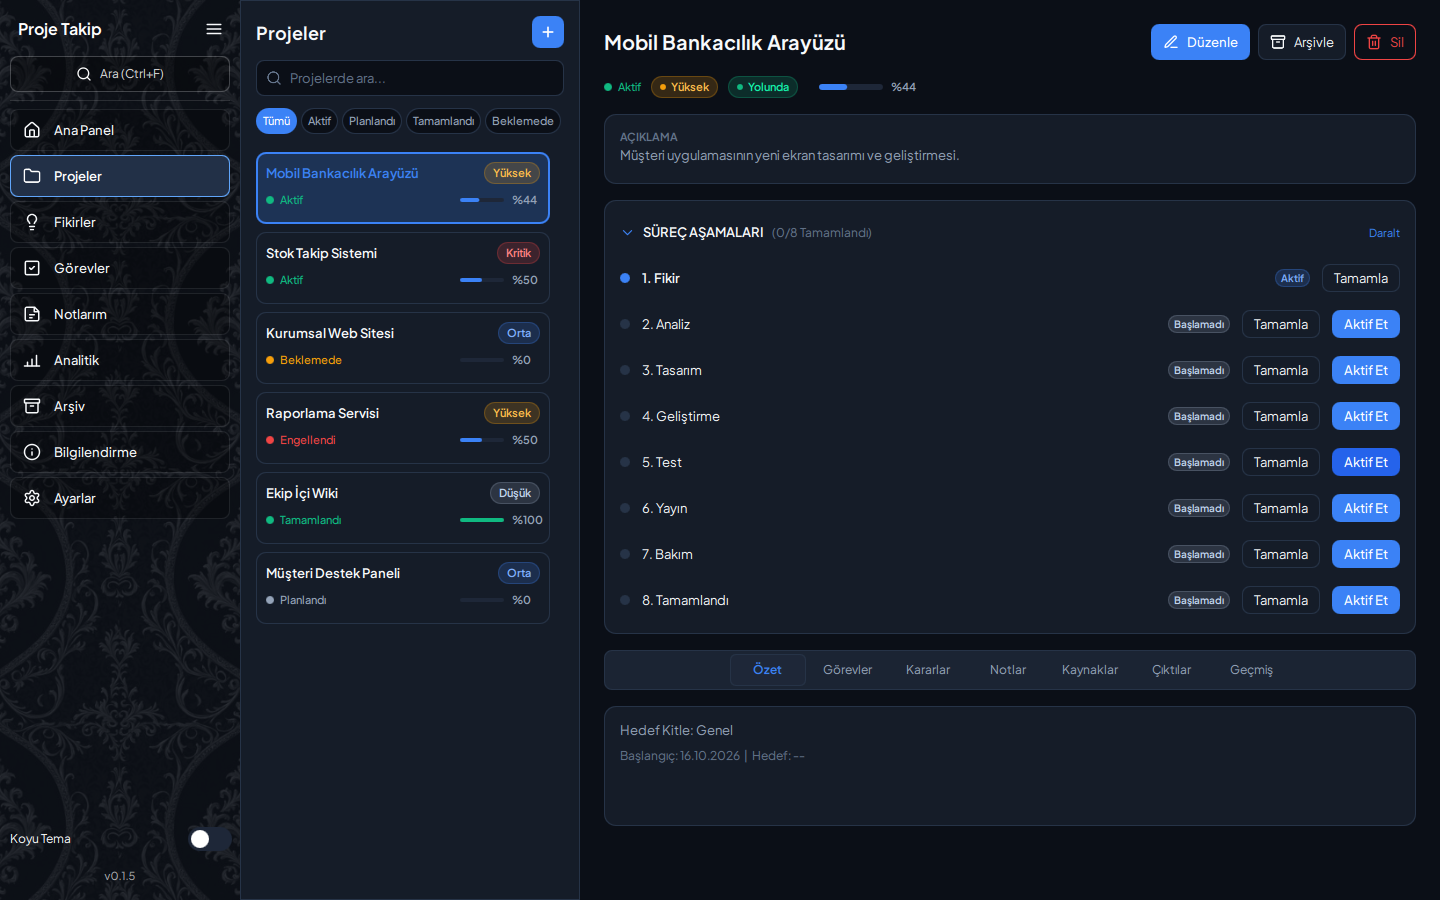 Proje Takip
Ara (Ctrl+F)
Ana Panel
Projeler
Fikirler
Görevler
Notlarım
Analitik
Arşiv
Bilgilendirme
Ayarlar
Koyu Tema
v0.1.5
Projeler
Projelerde ara...
Tümü Aktif Planlandı Tamamlandı Beklemede
Mobil Bankacılık Arayüzü Yüksek
Aktif %44
Stok Takip Sistemi Kritik
Aktif %50
Kurumsal Web Sitesi Orta
Beklemede %0
Raporlama Servisi Yüksek
Engellendi %50
Ekip İçi Wiki Düşük
Tamamlandı %100
Müşteri Destek Paneli Orta
Planlandı %0
Mobil Bankacılık Arayüzü Düzenle Arşivle Sil
Aktif Yüksek Yolunda %44
AÇIKLAMA
Müşteri uygulamasının yeni ekran tasarımı ve geliştirmesi.
SÜREÇ AŞAMALARI (0/8 Tamamlandı) Daralt
1. Fikir Aktif Tamamla
2. Analiz Başlamadı Tamamla Aktif Et
3. Tasarım Başlamadı Tamamla Aktif Et
4. Geliştirme Başlamadı Tamamla Aktif Et
5. Test Başlamadı Tamamla Aktif Et
6. Yayın Başlamadı Tamamla Aktif Et
7. Bakım Başlamadı Tamamla Aktif Et
8. Tamamlandı Başlamadı Tamamla Aktif Et
Özet Görevler Kararlar Notlar Kaynaklar Çıktılar Geçmiş
Hedef Kitle: Genel
Başlangıç: 16.10.2026 | Hedef: --